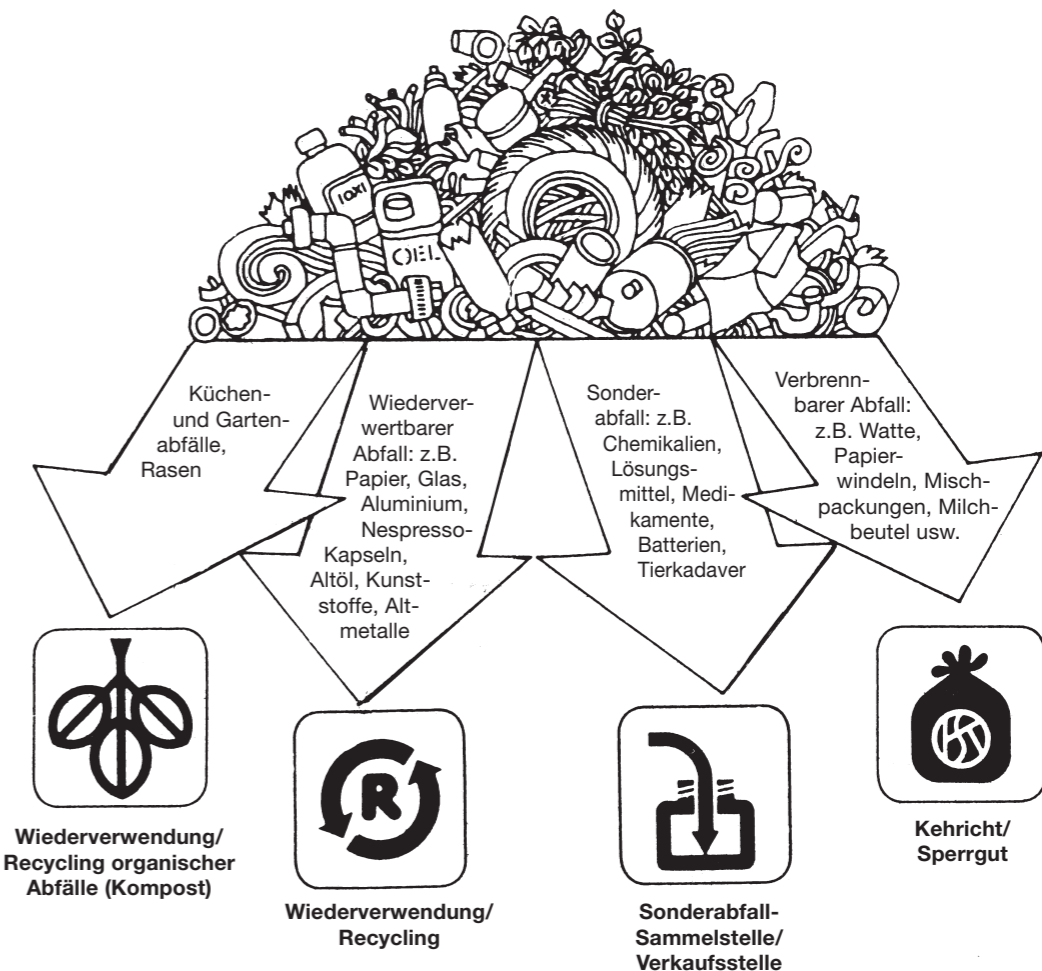 TOXI
OEL
Küchen-
und Garten-
abfälle,
Rasen
Wiederver-
wertbarer
Abfall: z.B.
Papier, Glas,
Aluminium,
Nespresso-
Kapseln,
Altöl, Kunst-
stoffe, Alt-
metalle
Sonder-
abfall: z.B.
Chemikalien,
Lösungs-
mittel, Medi-
kamente,
Batterien,
Tierkadaver
Verbrenn-
barer Abfall:
z.B. Watte,
Papier-
windeln, Misch-
packungen, Milch-
beutel usw.
Wiederverwendung/
Recycling organischer
Abfälle (Kompost)
R
Wiederverwendung/
Recycling
Sonderabfall-
Sammelstelle/
Verkaufsstelle
Kehricht/
Sperrgut